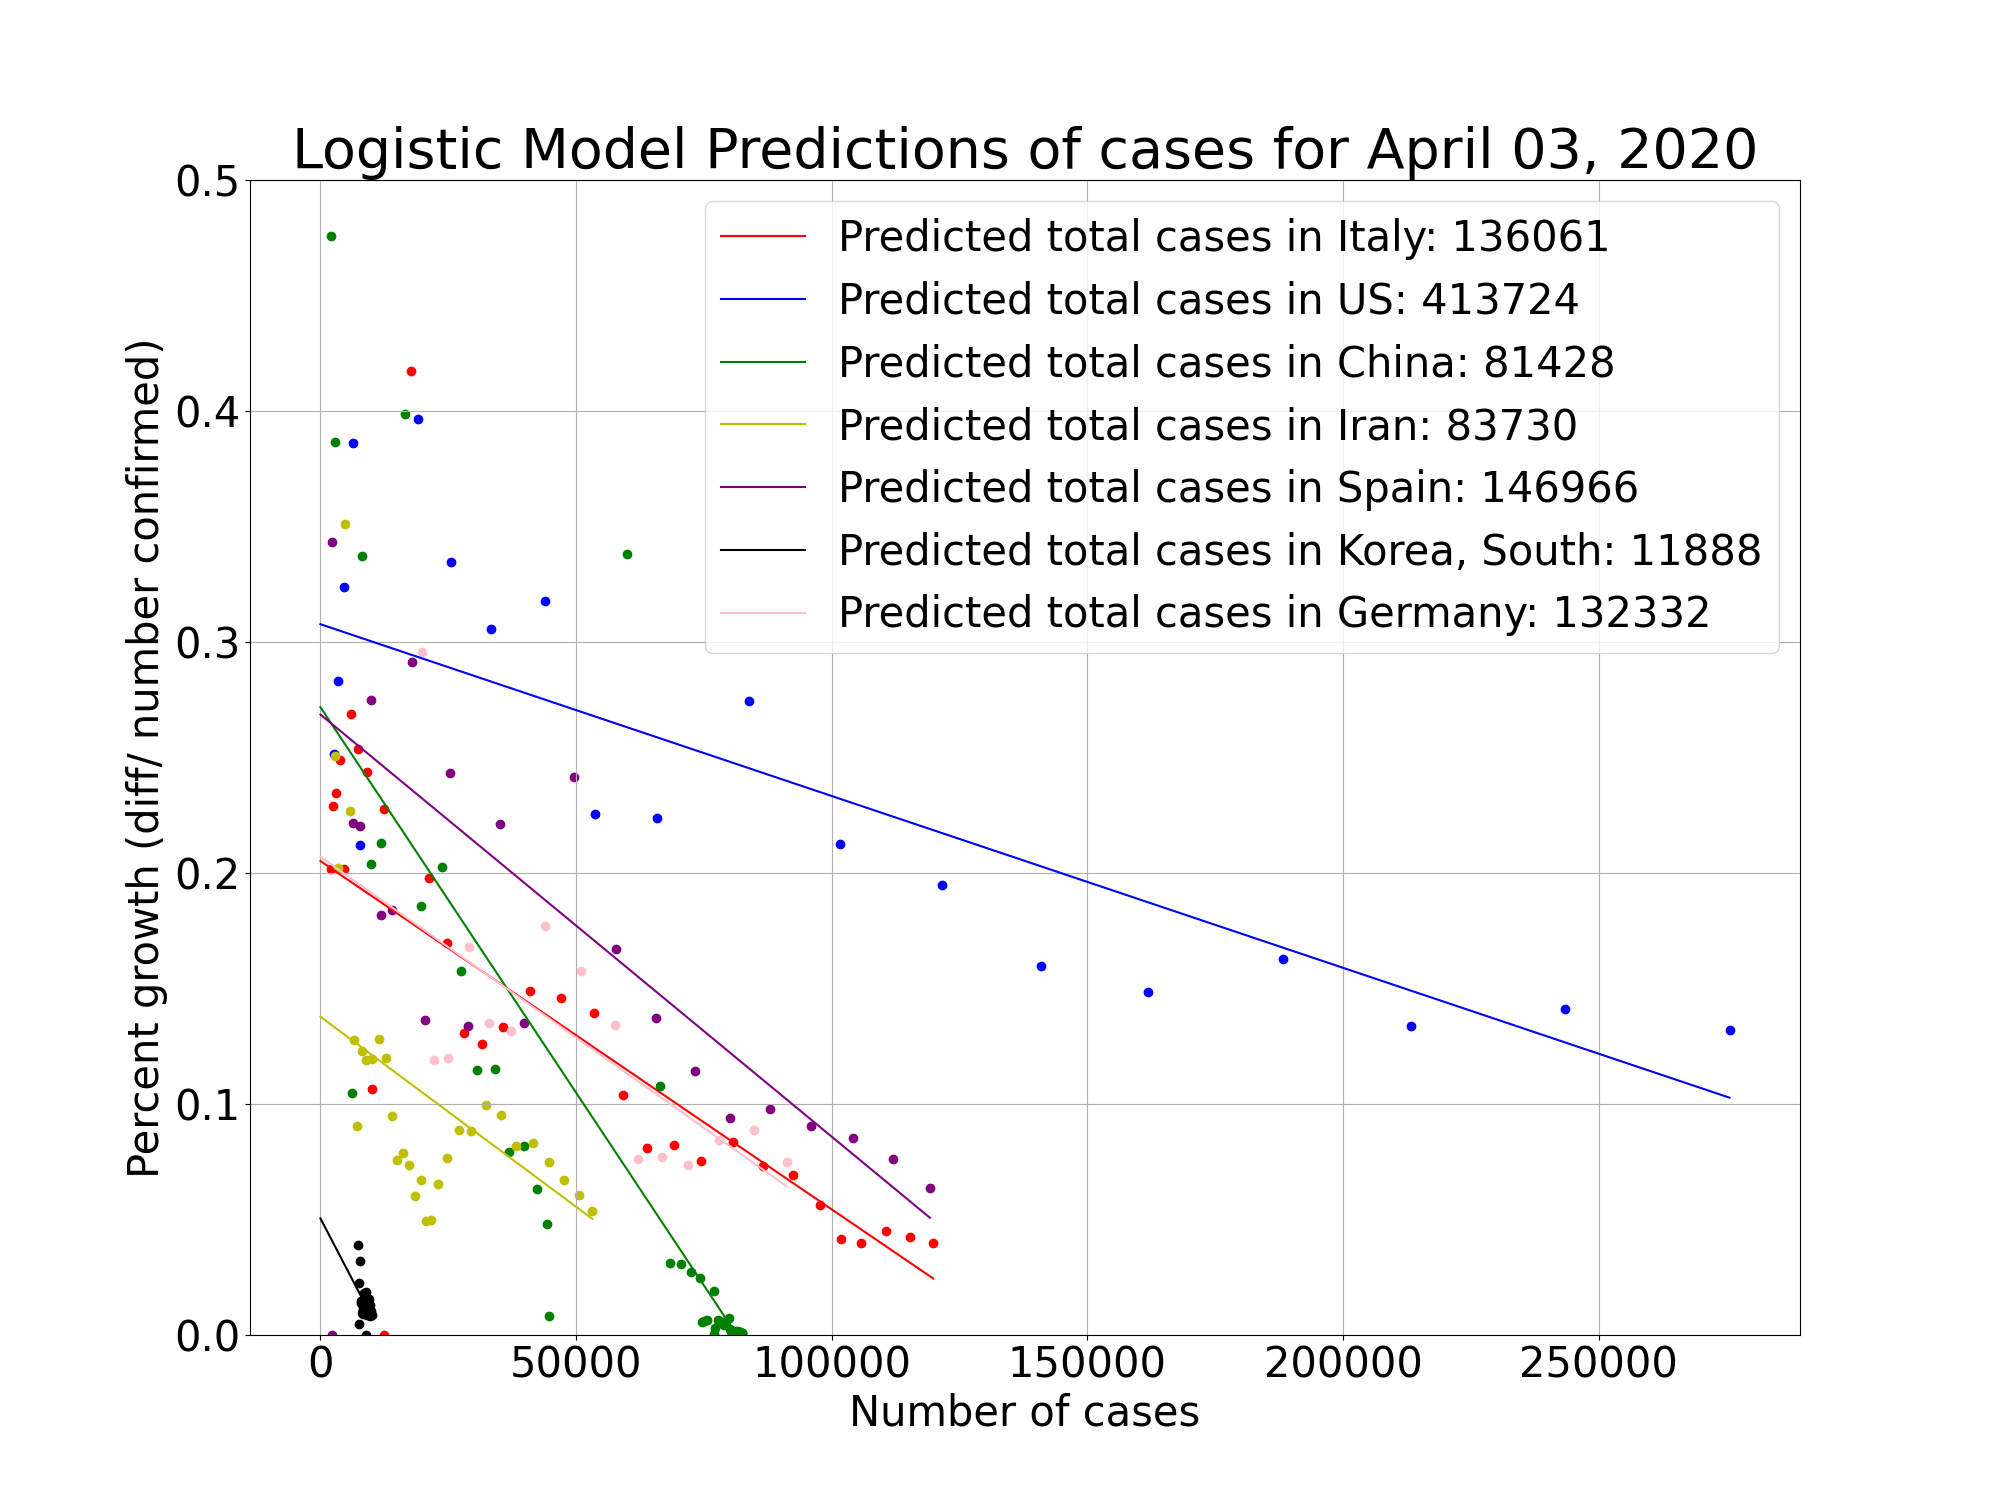 Logistic Model Predictions of cases for April 03, 2020
Percent growth (diff/ number confirmed)
0.5
0.4
0.3
0.2
0.1
0.0
Predicted total cases in Italy: 136061
Predicted total cases in US: 413724
Predicted total cases in China: 81428
Predicted total cases in Iran: 83730
Predicted total cases in Spain: 146966
Predicted total cases in Korea, South: 11888
Predicted total cases in Germany: 132332
0 50000 100000 150000 200000 250000
Number of cases